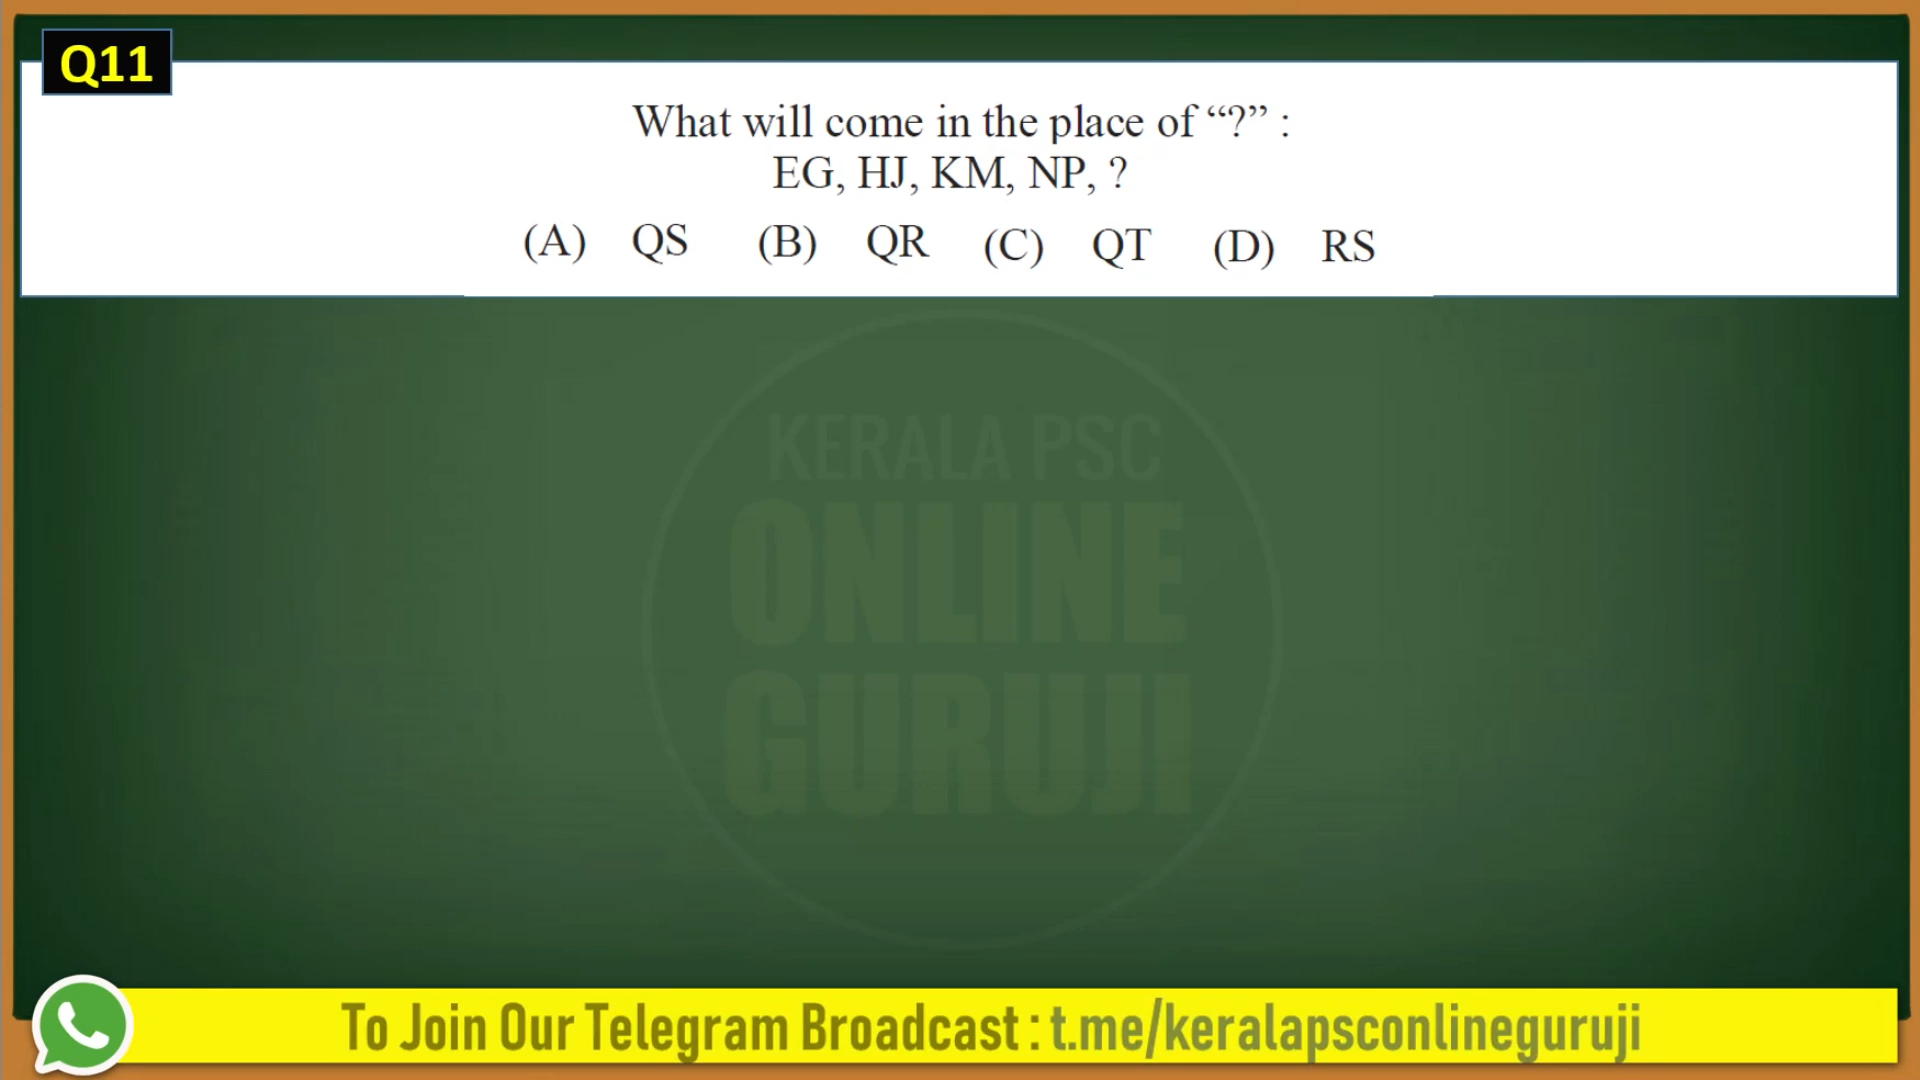 Q11
What will come in the place of “?” :
EG, HJ, KM, NP, ?
(A) QS (B) QR (C) QT (D) RS
KERALA PSC
ONLINE
GURUJI
To Join Our Telegram Broadcast : t.me/keralapsconlineguruji